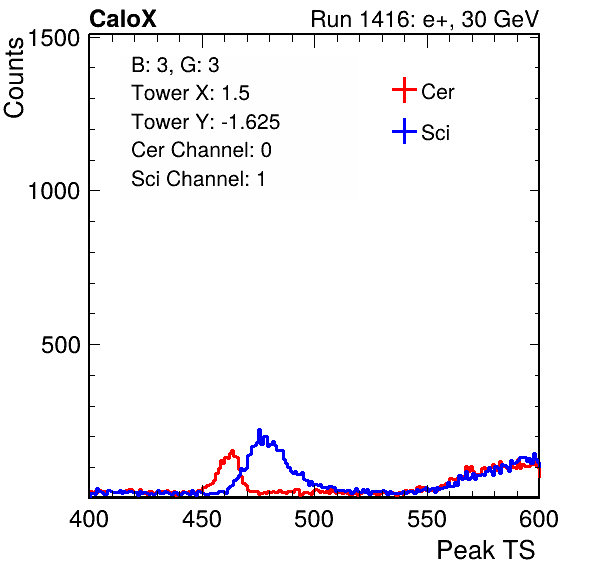 CaloX Run 1416: e+, 30 GeV
Counts
1500
1000
500
B: 3, G: 3
Tower X: 1.5
Tower Y: -1.625
Cer Channel: 0
Sci Channel: 1
Cer
Sci
400 450 500 550 600
Peak TS